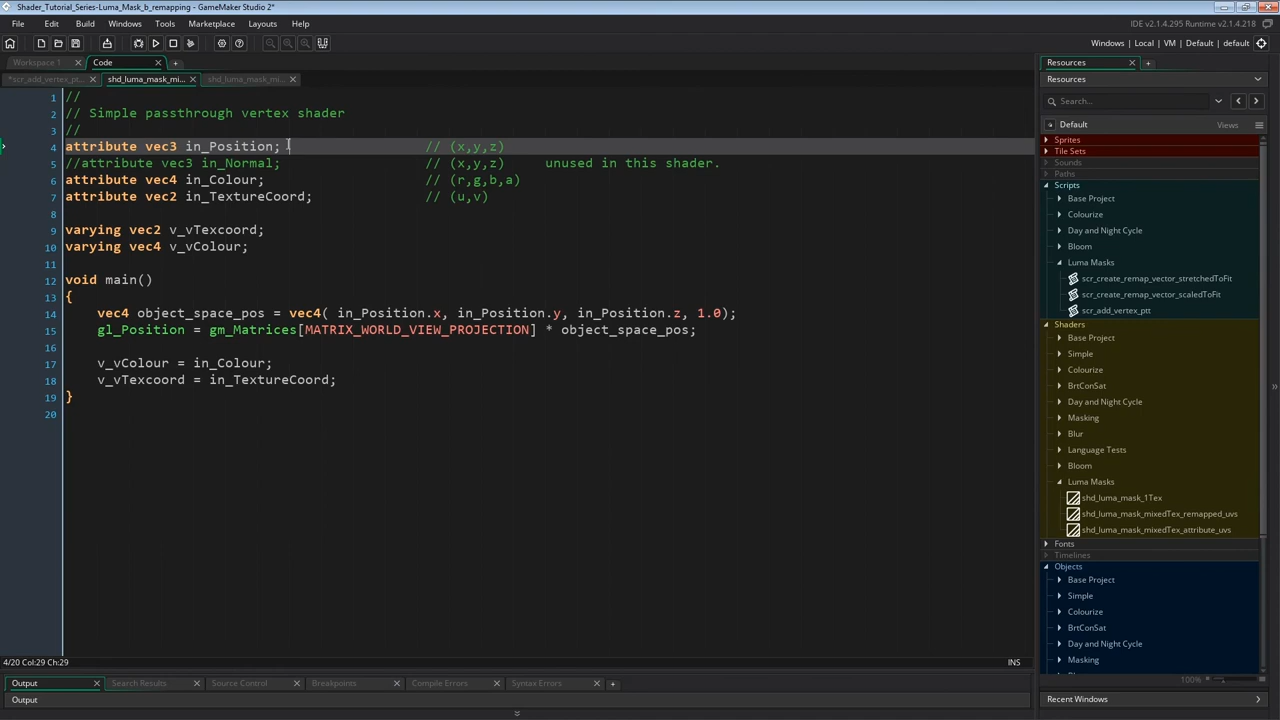 Shader_Tutorial_Series-Luma_Mask_b_remapping - GameMaker Studio 2*
File Edit Build Windows Tools Marketplace Layouts Help
IDE v2.1.4.295 Runtime v2.1.4.218
Windows | Local | VM | Default | default
Workspace 1 Code
*scr_add_vertex_pt... shd_luma_mask_mi... shd_luma_mask_mi...
1 //
2 // Simple passthrough vertex shader
3 //
4 attribute vec3 in_Position; // (x,y,z)
5 //attribute vec3 in_Normal; // (x,y,z) unused in this shader.
6 attribute vec4 in_Colour; // (r,g,b,a)
7 attribute vec2 in_TextureCoord; // (u,v)
8
9 varying vec2 v_vTexcoord;
10 varying vec4 v_vColour;
11
12 void main()
13 {
14 vec4 object_space_pos = vec4( in_Position.x, in_Position.y, in_Position.z, 1.0);
15 gl_Position = gm_Matrices[MATRIX_WORLD_VIEW_PROJECTION] * object_space_pos;
16
17 v_vColour = in_Colour;
18 v_vTexcoord = in_TextureCoord;
19 }
20
4/20 Col:29 Ch:29 INS
Output Search Results Source Control Breakpoints Compile Errors Syntax Errors
Output
Resources
Resources
Search...
Default Views
Sprites
Tile Sets
Sounds
Paths
Scripts
Base Project
Colourize
Day and Night Cycle
Bloom
Luma Masks
scr_create_remap_vector_stretchedToFit
scr_create_remap_vector_scaledToFit
scr_add_vertex_ptt
Shaders
Base Project
Simple
Colourize
BrtConSat
Day and Night Cycle
Masking
Blur
Language Tests
Bloom
Luma Masks
shd_luma_mask_1Tex
shd_luma_mask_mixedTex_remapped_uvs
shd_luma_mask_mixedTex_attribute_uvs
Fonts
Timelines
Objects
Base Project
Simple
Colourize
BrtConSat
Day and Night Cycle
Masking
100%
Recent Windows